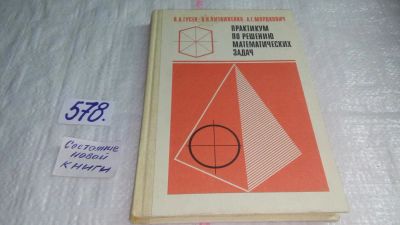 В.А.ГУСЕВ В.Н.ЛИТВИНЕНКО А.Г.МОРДКОВИЧ
ПРАКТИКУМ
ПО РЕШЕНИЮ
МАТЕМАТИЧЕСКИХ
ЗАДАЧ
578.
Состояние
новой
книги